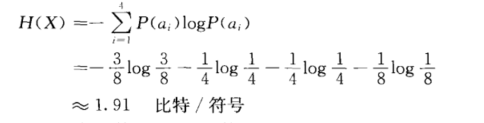 H(X) = -∑_{i=1}^{4} P(a_i)logP(a_i)
= -3/8 log 3/8 - 1/4 log 1/4 - 1/4 log 1/4 - 1/8 log 1/8
≈ 1.91 比特/符号